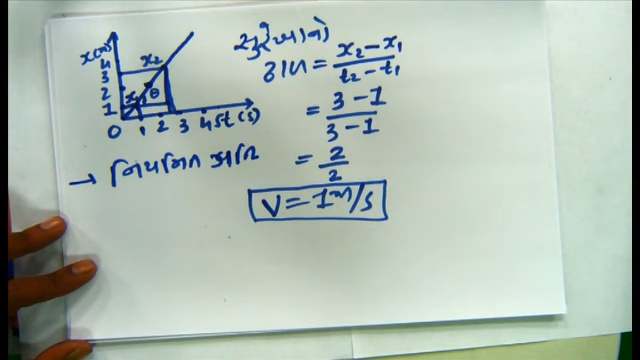 x(m)
4
3
2
1
0 1 2 3 4 5 t(s)
x₂
x₁
θ
સુરેખાનો
ઢાળ = x₂ – x₁ / t₂ – t₁
= 3 – 1 / 3 – 1
= 2 / 2
V = 1 m/s
→ નિયમિત ગતિ